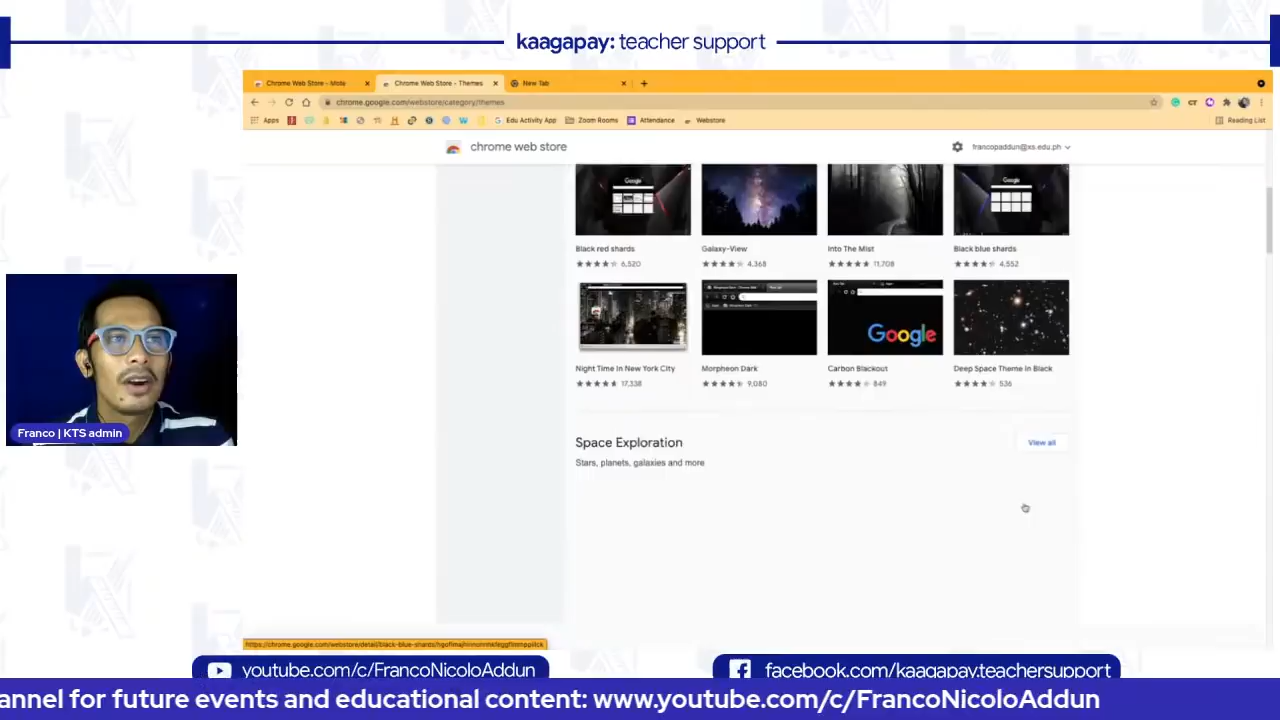 kaagapay: teacher support
Chrome Web Store - Mote
Chrome Web Store - Themes
New Tab
chrome.google.com/webstore/category/themes
Apps
Edu Activity App
Zoom Rooms
Attendance
Webstore
Reading List
chrome web store
francopaddun@xs.edu.ph
Black red shards
Galaxy-View
Into The Mist
Black blue shards
6,520
4,368
11,708
4,552
Google
Night Time In New York City
Morpheon Dark
Carbon Blackout
Deep Space Theme in Black
17,338
9,080
849
536
Space Exploration
View all
Stars, planets, galaxies and more
Franco | KTS admin
youtube.com/c/FrancoNicoloAddun
facebook.com/kaagapay.teachersupport
annel for future events and educational content: www.youtube.com/c/FrancoNicoloAddun